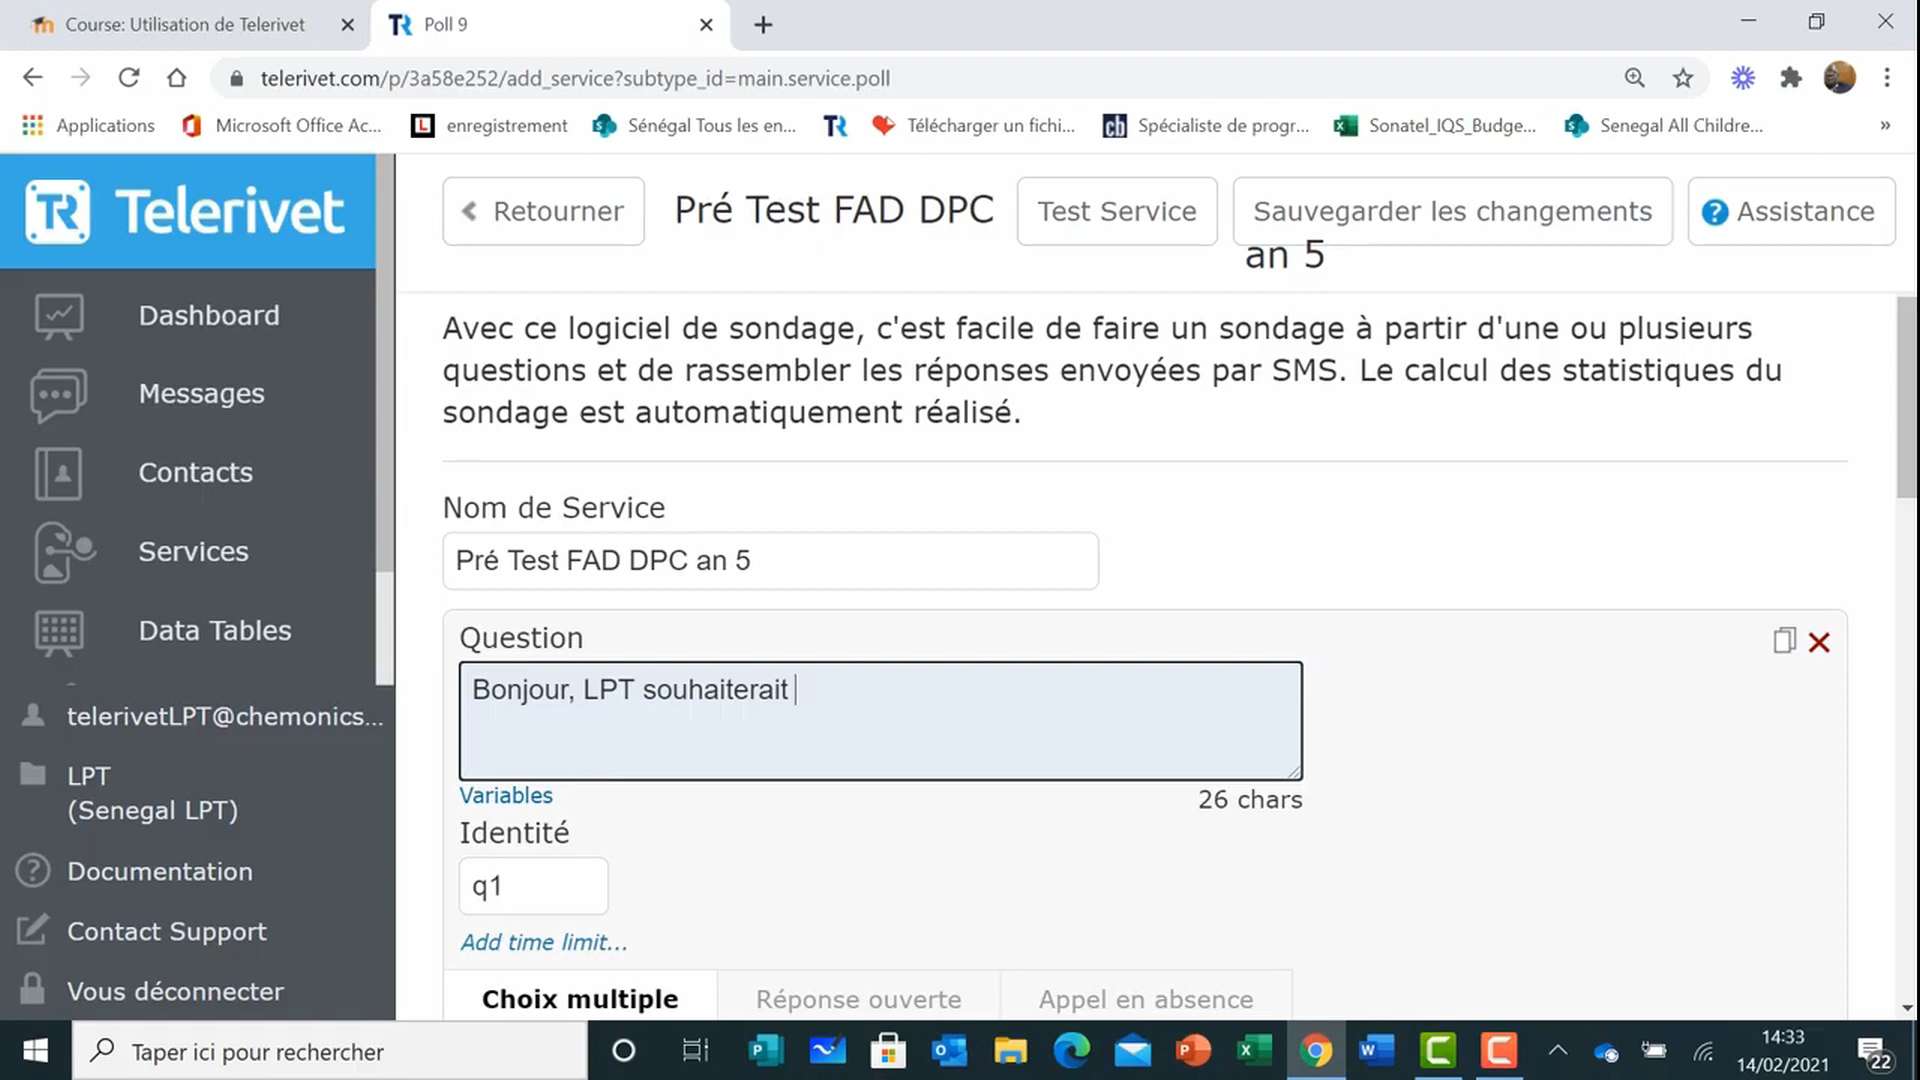 Course: Utilisation de Telerivet
Poll 9
telerivet.com/p/3a58e252/add_service?subtype_id=main.service.poll
Applications
Microsoft Office Ac...
enregistrement
Sénégal Tous les en...
Télécharger un fichi...
Spécialiste de progr...
Sonatel_IQS_Budge...
Senegal All Childre...
»
Telerivet
Retourner
Pré Test FAD DPC an 5
Test Service
Sauvegarder les changements
Assistance
Dashboard
Messages
Contacts
Services
Data Tables
telerivetLPT@chemonics...
LPT
(Senegal LPT)
Documentation
Contact Support
Vous déconnecter
Avec ce logiciel de sondage, c'est facile de faire un sondage à partir d'une ou plusieurs
questions et de rassembler les réponses envoyées par SMS. Le calcul des statistiques du
sondage est automatiquement réalisé.
Nom de Service
Pré Test FAD DPC an 5
Question
Bonjour, LPT souhaiterait
Variables
26 chars
Identité
q1
Add time limit...
Choix multiple
Réponse ouverte
Appel en absence
Taper ici pour rechercher
14:33
14/02/2021
22